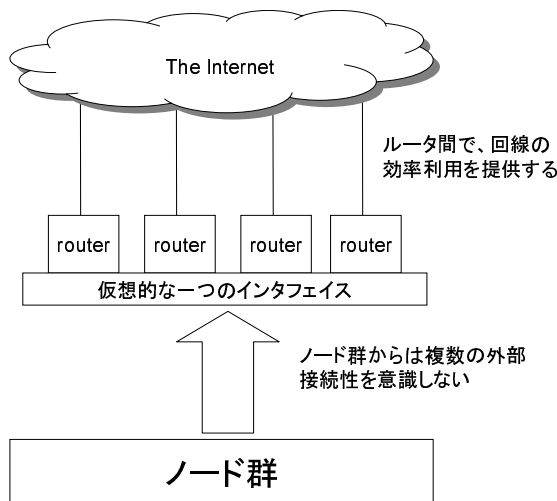 The Internet
ルータ間で、回線の
効率利用を提供する
router router router router
仮想的な一つのインタフェイス
ノード群からは複数の外部
接続性を意識しない
ノード群